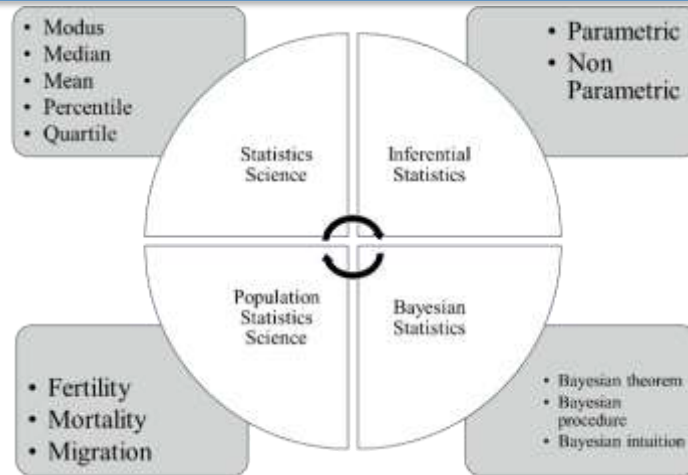 • Modus
• Median
• Mean
• Percentile
• Quartile
• Parametric
• Non
Parametric
Statistics
Science
Inferential
Statistics
Population
Statistics
Science
Bayesian
Statistics
• Fertility
• Mortality
• Migration
• Bayesian theorem
• Bayesian
procedure
• Bayesian intuition